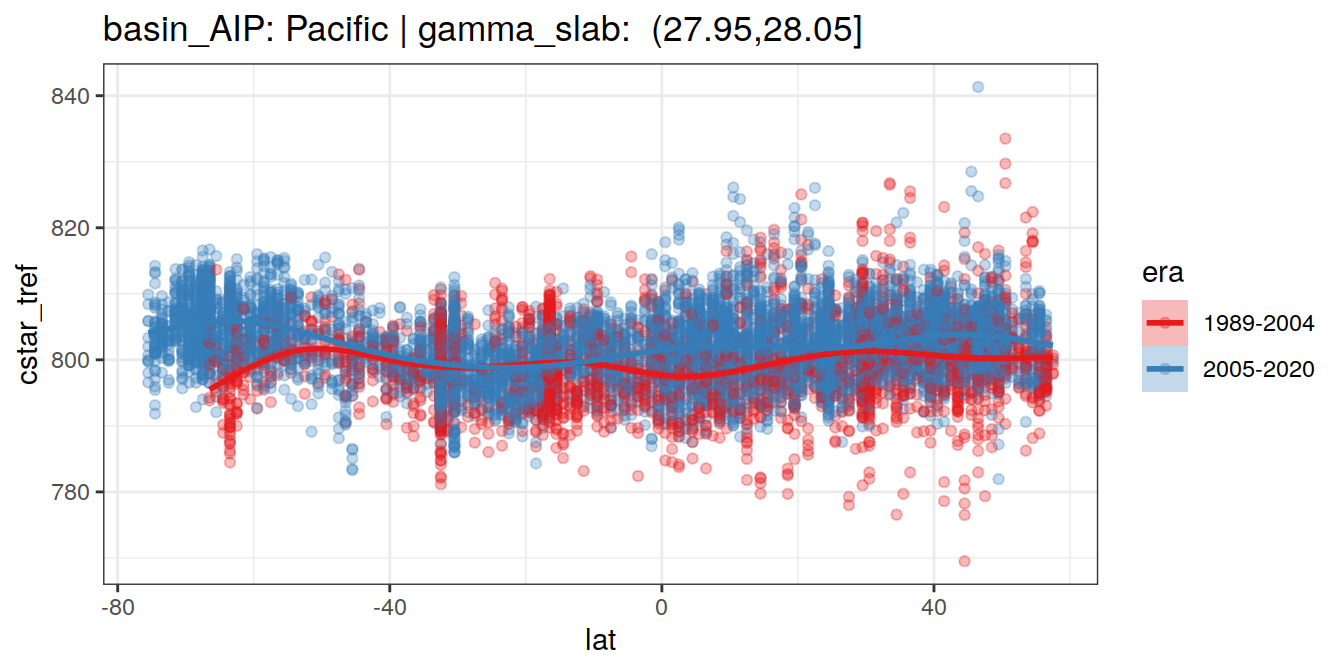 basin_AIP: Pacific | gamma_slab:  (27.95,28.05]
840
820
800
780
cstar_tref
-80
-40
0
40
lat
era
1989-2004
2005-2020